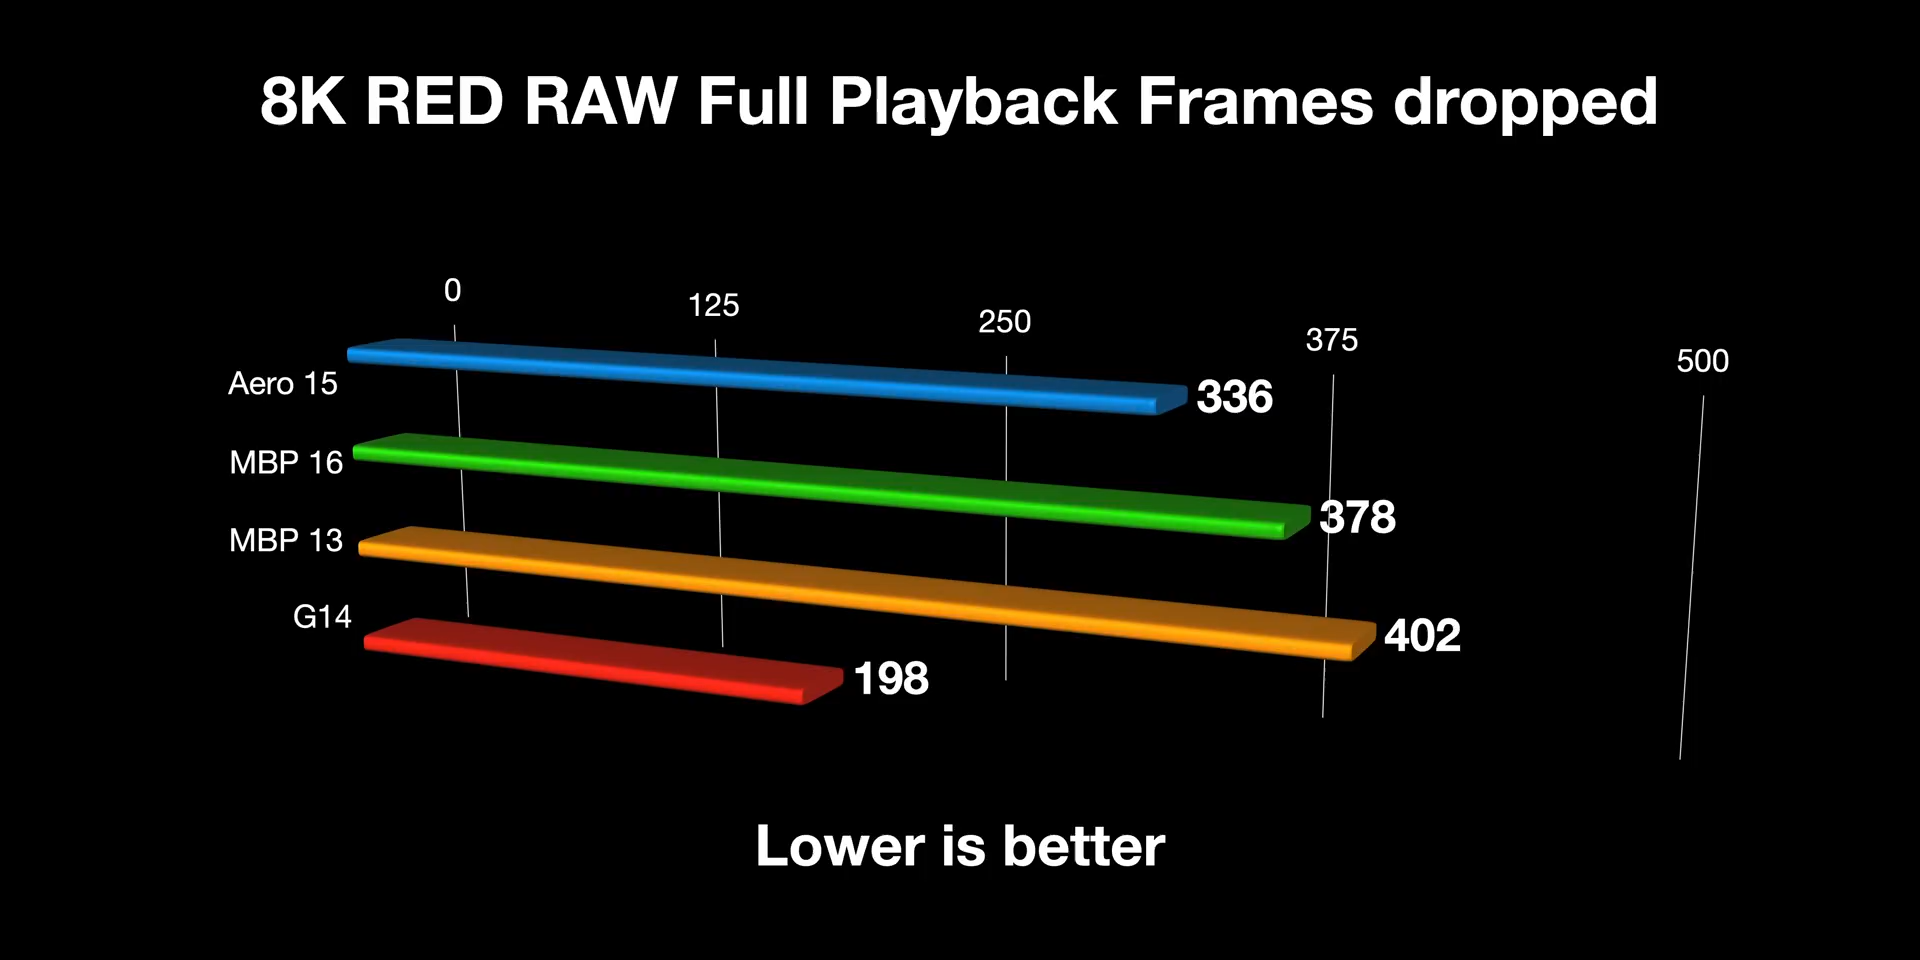 8K RED RAW Full Playback Frames dropped
0
125
250
375
500
Aero 15
336
MBP 16
378
MBP 13
402
G14
198
Lower is better